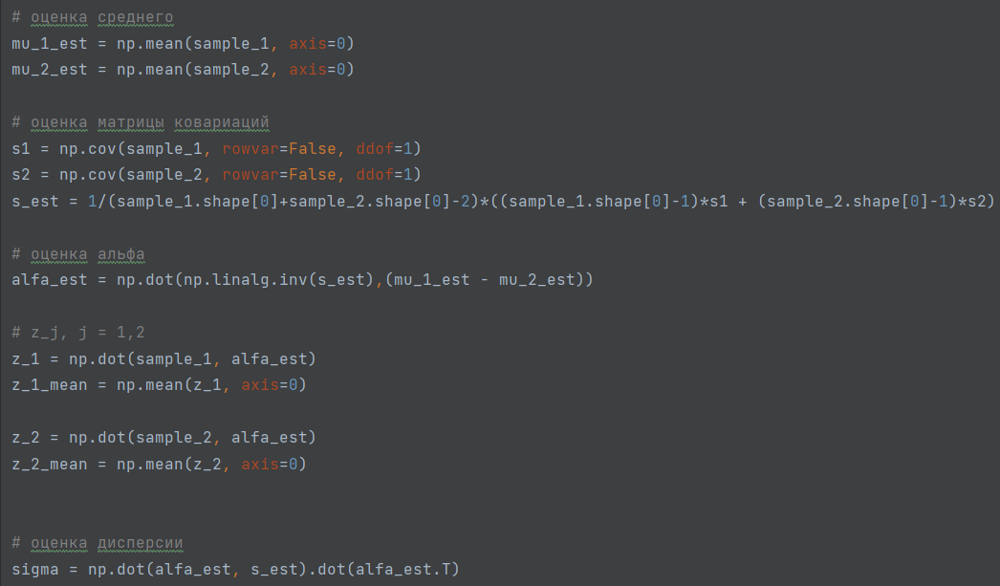 # оценка среднего
mu_1_est = np.mean(sample_1, axis=0)
mu_2_est = np.mean(sample_2, axis=0)
# оценка матрицы ковариаций
s1 = np.cov(sample_1, rowvar=False, ddof=1)
s2 = np.cov(sample_2, rowvar=False, ddof=1)
s_est = 1/(sample_1.shape[0]+sample_2.shape[0]-2)*((sample_1.shape[0]-1)*s1 + (sample_2.shape[0]-1)*s2)
# оценка альфа
alfa_est = np.dot(np.linalg.inv(s_est),(mu_1_est - mu_2_est))
# z_j, j = 1,2
z_1 = np.dot(sample_1, alfa_est)
z_1_mean = np.mean(z_1, axis=0)
z_2 = np.dot(sample_2, alfa_est)
z_2_mean = np.mean(z_2, axis=0)
# оценка дисперсии
sigma = np.dot(alfa_est, s_est).dot(alfa_est.T)